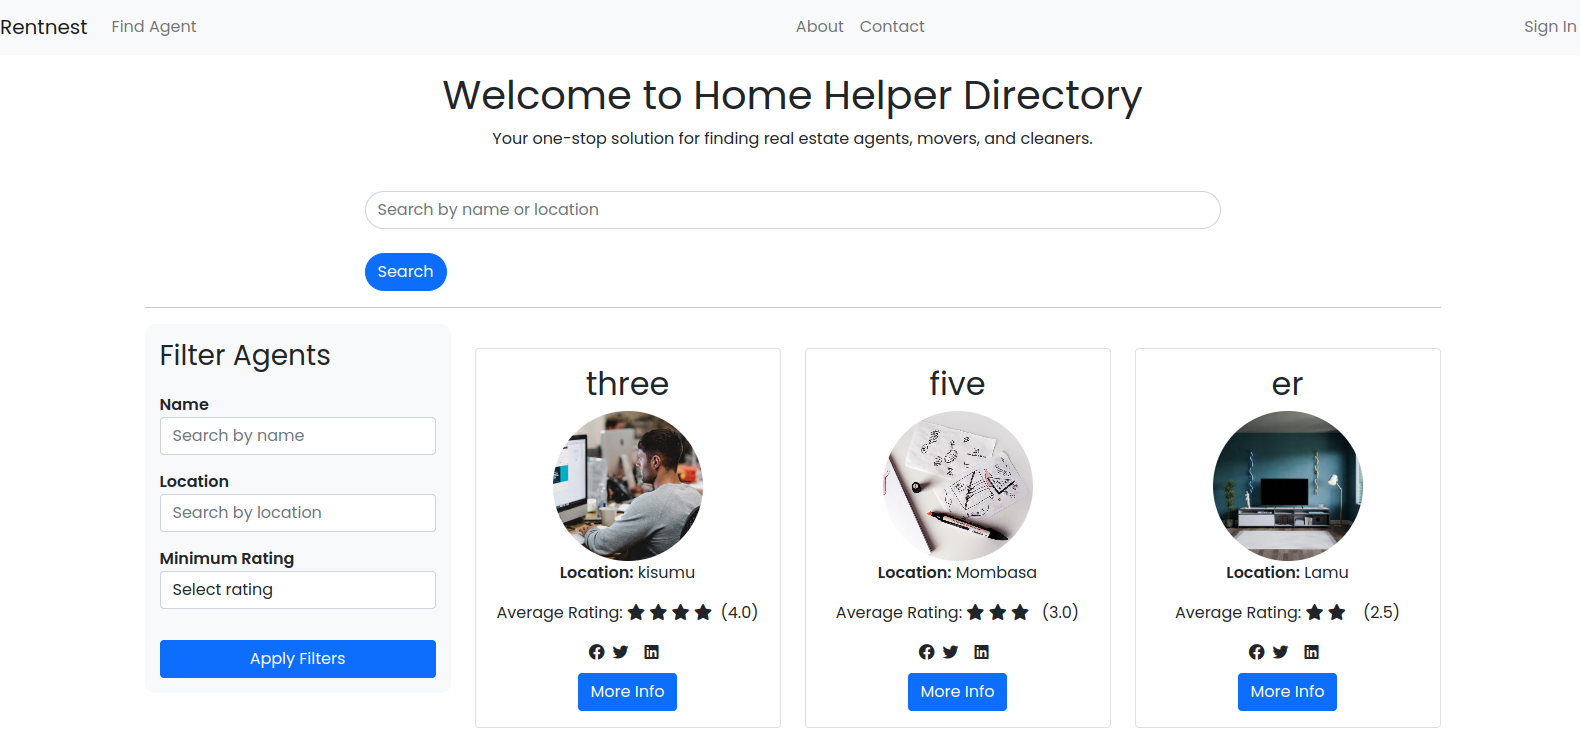 Rentnest Find Agent About Contact Sign In
Welcome to Home Helper Directory
Your one-stop solution for finding real estate agents, movers, and cleaners.
Search by name or location
Search
Filter Agents
Name
Search by name
Location
Search by location
Minimum Rating
Select rating
Apply Filters
three
Location: kisumu
Average Rating: ★ ★ ★ ★ (4.0)
More Info
five
Location: Mombasa
Average Rating: ★ ★ ★ (3.0)
More Info
er
Location: Lamu
Average Rating: ★ ★ (2.5)
More Info